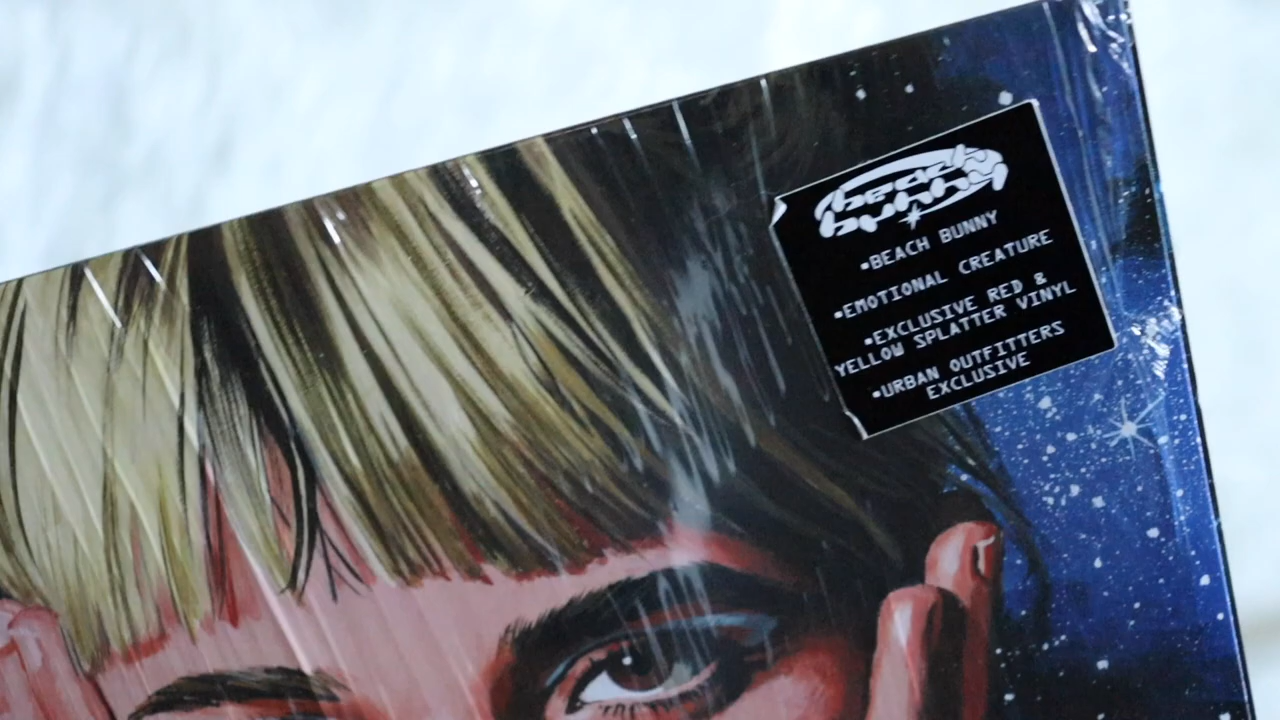 beach
bunny
•BEACH BUNNY
•EMOTIONAL CREATURE
•EXCLUSIVE RED &
YELLOW SPLATTER VINYL
•URBAN OUTFITTERS
EXCLUSIVE